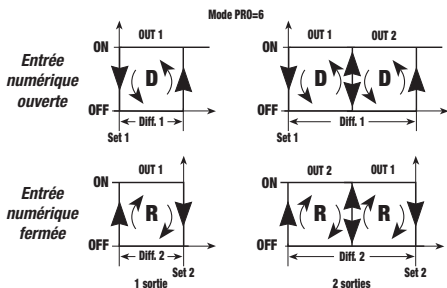 Mode PRO=6
Entrée
numérique
ouverte
ON
OUT 1
D
OFF
Diff. 1
Set 1
ON
OUT 1
OUT 2
D
D
OFF
Diff. 1
Set 1
Entrée
numérique
fermée
ON
OUT 1
R
OFF
Diff. 2
Set 2
1 sortie
ON
OUT 2
OUT 1
R
R
OFF
Diff. 2
Set 2
2 sorties